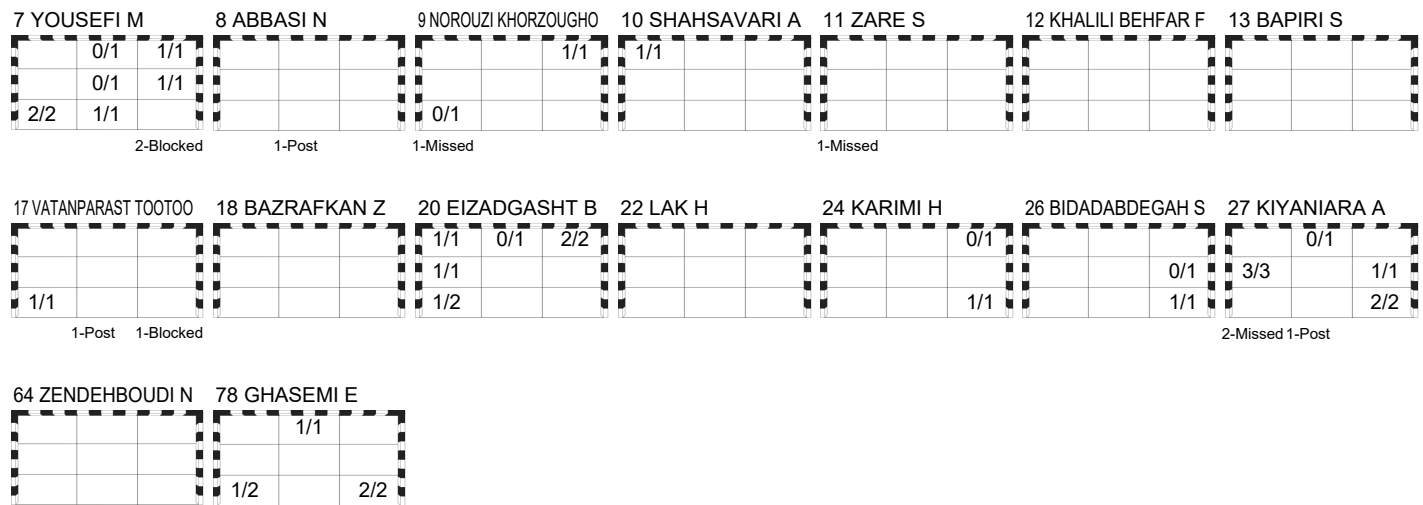 7 YOUSEFI M 8 ABBASI N 9 NOROUZI KHORZOUGHO 10 SHAHSAVARI A 11 ZARE S 12 KHALILI BEHFAR F 13 BAPIRI S
0/1 1/1 1/1 1/1
0/1 1/1
2/2 1/1 0/1
2-Blocked 1-Post 1-Missed 1-Missed
17 VATANPARAST TOOTOO 18 BAZRAFKAN Z 20 EIZADGASHT B 22 LAK H 24 KARIMI H 26 BIDADABDEGAH S 27 KIYANIARA A
1/1 0/1 2/2 0/1 0/1
1/1 0/1 3/3 1/1
1/1 1/2 1/1 1/1 2/2
1-Post 1-Blocked 2-Missed 1-Post
64 ZENDEHBOUDI N 78 GHASEMI E
1/1
1/2 2/2